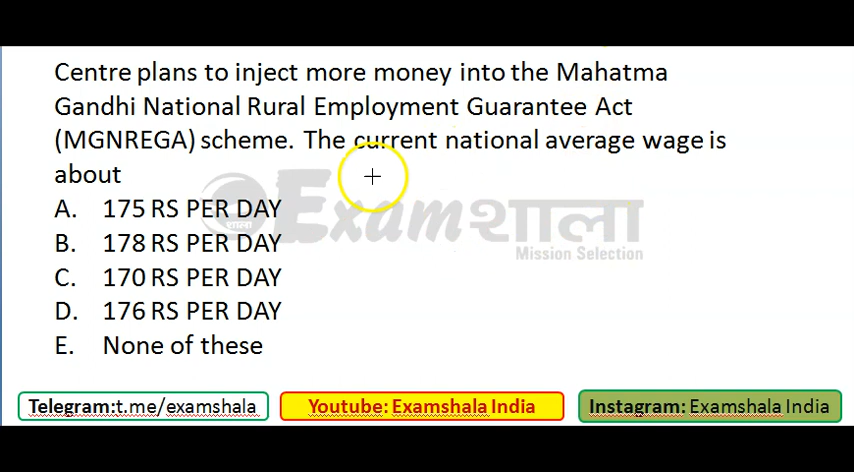 Centre plans to inject more money into the Mahatma
Gandhi National Rural Employment Guarantee Act
(MGNREGA) scheme. The current national average wage is
about
शाला
Examशाला
Mission Selection
A. 175 RS PER DAY
B. 178 RS PER DAY
C. 170 RS PER DAY
D. 176 RS PER DAY
E. None of these
Telegram:t.me/examshala
Youtube: Examshala India
Instagram: Examshala India